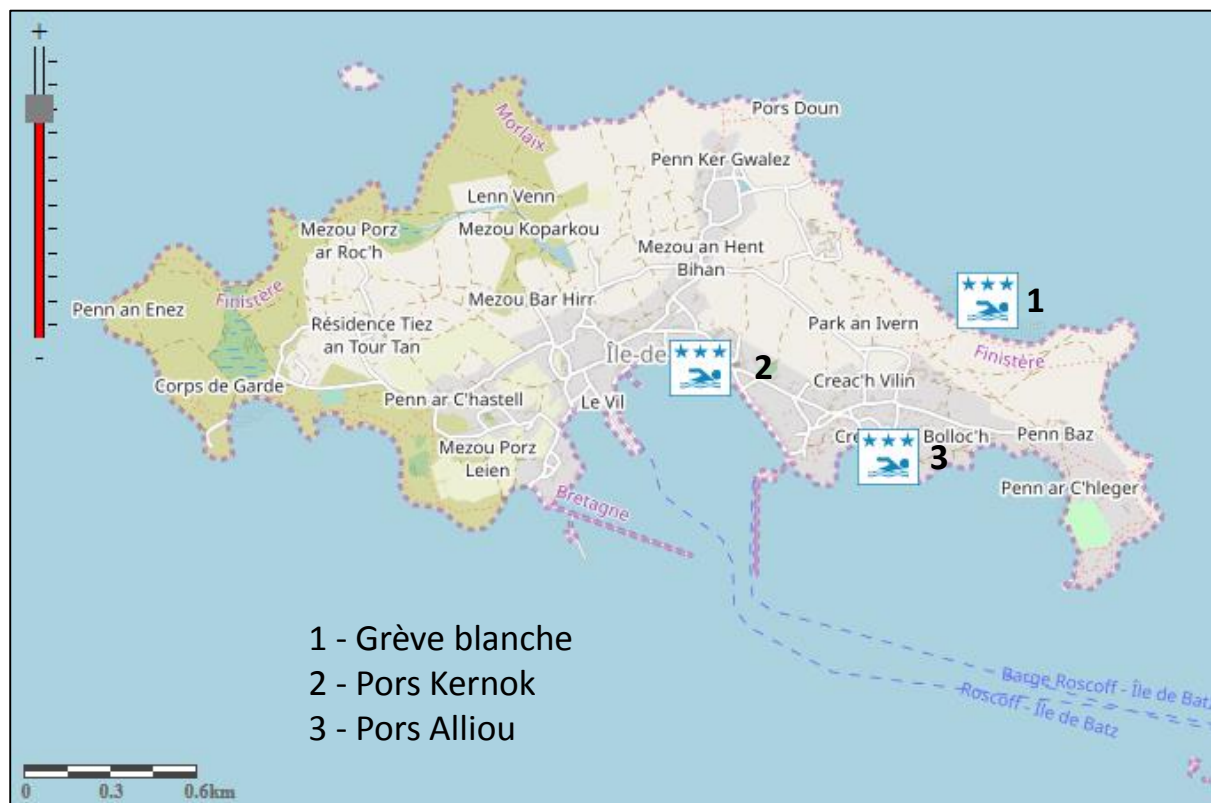 +
Pors Doun
Morlaix
Penn Ker Gwalez
Lenn Venn
Mezou Porz
ar Roc'h
Mezou Koparkou
Mezou an Hent
Bihan
Finistère
Penn an Enez
Mezou Bar Hirr
1
Résidence Tiez
an Tour Tan
Park an Ivern
Île-de
Finistère
-
2
Corps de Garde
Creac'h Vilin
Penn ar C'hastell
Le Vil
Bolloc'h
Penn Baz
Mezou Porz
Leien
3
Penn ar C'hleger
Bretagne
1 - Grève blanche
2 - Pors Kernok
3 - Pors Alliou
Barge Roscoff - Île de Batz
Roscoff - Île de Batz
0 0.3 0.6km